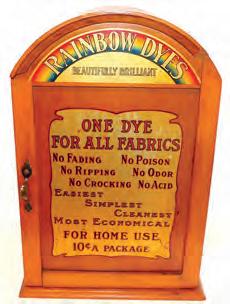 RAINBOW DYES
BEAUTIFULLY BRILLIANT
ONE DYE
FOR ALL FABRICS
No Fading No Poison
No Ripping No Odor
No Crocking No Acid
Easiest
Simplest
Cleanest
Most Economical
FOR HOME USE
10¢ A PACKAGE